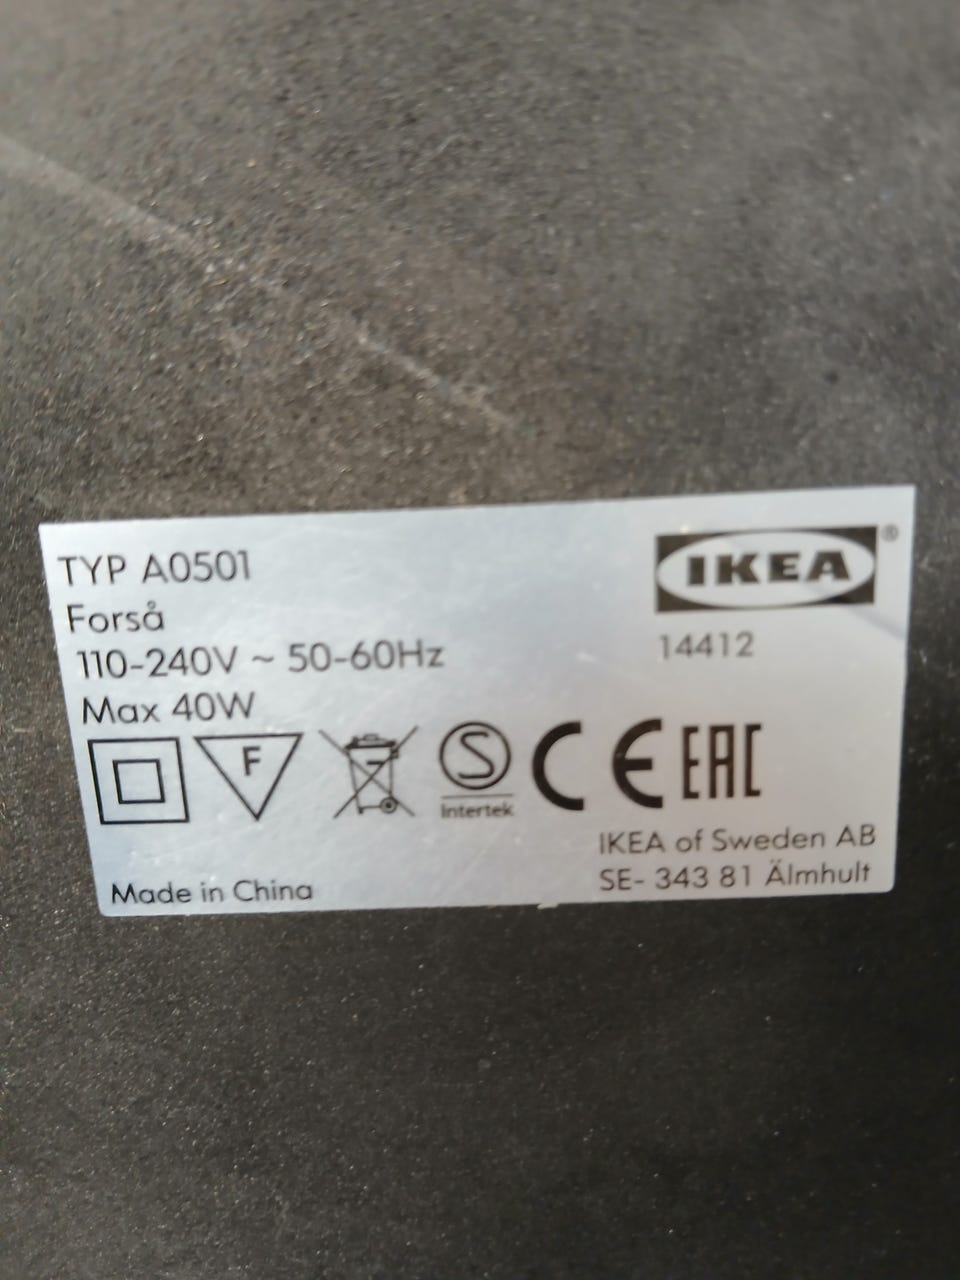 TYP A0501
Forså
110-240V ~ 50-60Hz
Max 40W
IKEA®
14412
F
S
Intertek
CE
EAC
IKEA of Sweden AB
SE- 343 81 Älmhult
Made in China